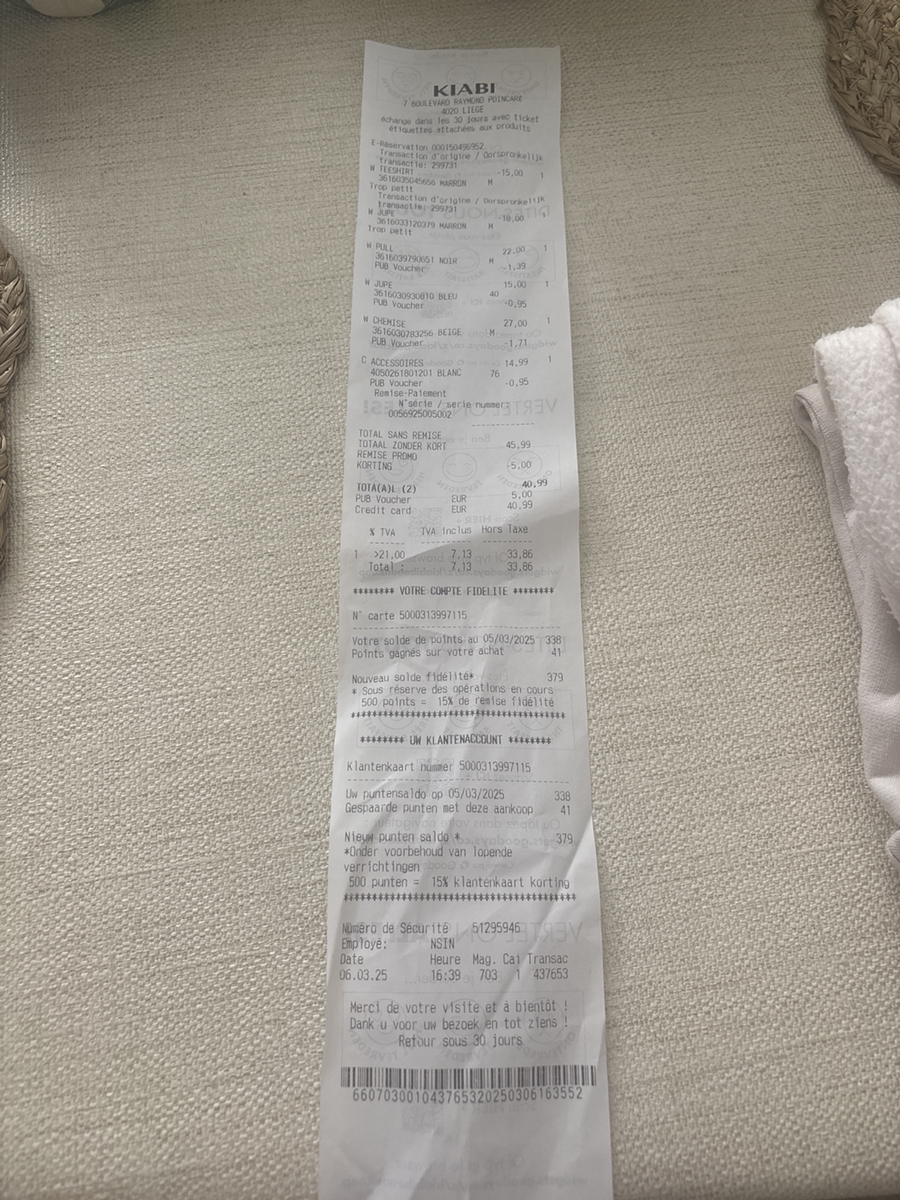 KIABI
7 BOULEVARD RAYMOND POINCARE
4020 LIEGE
échange dans les 30 jours avec ticket
étiquettes attachées aux produits
E-Réservation 000150496952
Transaction d'origine / Oorspronkelijk
transactie: 299731
W TEESHIRT -15,00 1
3616035045656 MARRON M
Trop petit
Transaction d'origine / Oorspronkelijk
transactie: 299731
W JUPE -18,00
3616033120379 MARRON M
Trop petit
W PULL 22,00 1
3616039790651 NOIR M
PUB Voucher -1,39
W JUPE 15,00 1
3616030930810 BLEU 40
PUB Voucher -0,95
W CHEMISE 27,00 1
3616030783256 BEIGE M
PUB Voucher -1,71
C ACCESSOIRES 14,99 1
4050261801201 BLANC 76
PUB Voucher -0,95
Remise-Paiement
N°série / serie nummer:
0056925005002
TOTAL SANS REMISE
TOTAAL ZONDER KORT 45,99
REMISE PROMO
KORTING -5,00
TOTA(A)L (2) 40,99
PUB Voucher EUR 5,00
Credit card EUR 40,99
% TVA TVA Inclus Hors Taxe
1 >21,00 7,13 33,86
Total : 7,13 33,86
******** VOTRE COMPTE FIDELITE ********
N° carte 5000313997115
Votre solde de points au 05/03/2025 338
Points gagnés sur votre achat 41
Nouveau solde fidélité* 379
* Sous réserve des opérations en cours
500 points = 15% de remise fidélité
******** UW KLANTENACCOUNT ********
Klantenkaart nummer 5000313997115
Uw puntensaldo op 05/03/2025 338
Gespaarde punten met deze aankoop 41
Nieuw punten saldo * 379
*Onder voorbehoud van lopende
verrichtingen
500 punten = 15% klantenkaart korting
Numéro de Sécurité 51295946
Employé: NSIN
Date Heure Mag. Cai Transac
06.03.25 16:39 703 1 437653
Merci de votre visite et à bientôt !
Dank u voor uw bezoek en tot ziens !
Retour sous 30 jours
6607030010437653202503061635​52